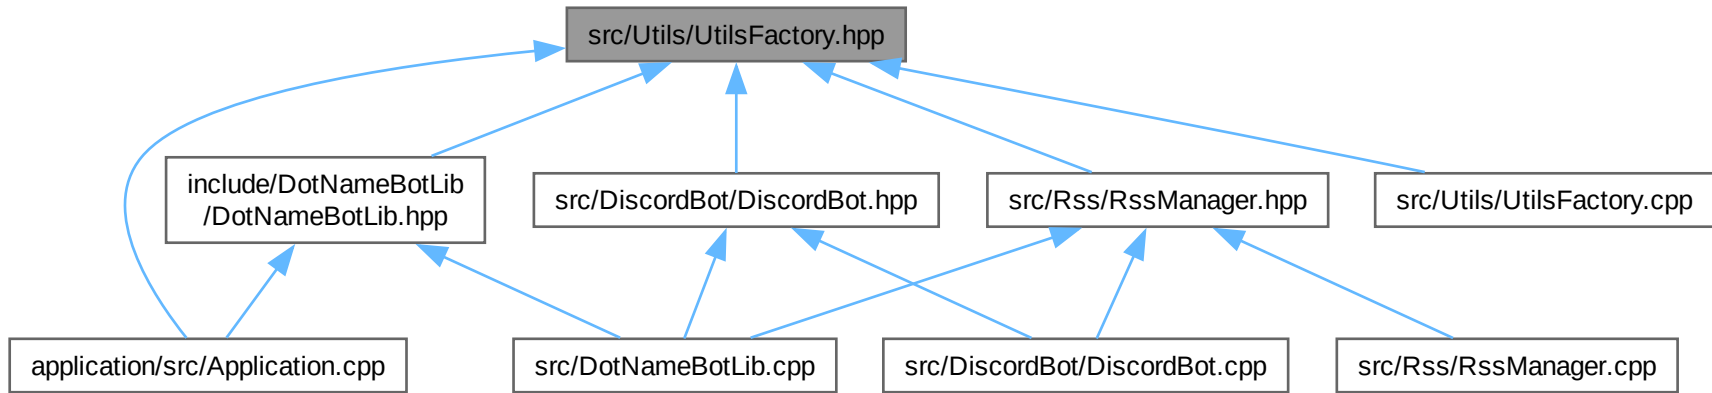 src/Utils/UtilsFactory.hpp
include/DotNameBotLib
/DotNameBotLib.hpp
src/DiscordBot/DiscordBot.hpp
src/Rss/RssManager.hpp
src/Utils/UtilsFactory.cpp
application/src/Application.cpp
src/DotNameBotLib.cpp
src/DiscordBot/DiscordBot.cpp
src/Rss/RssManager.cpp